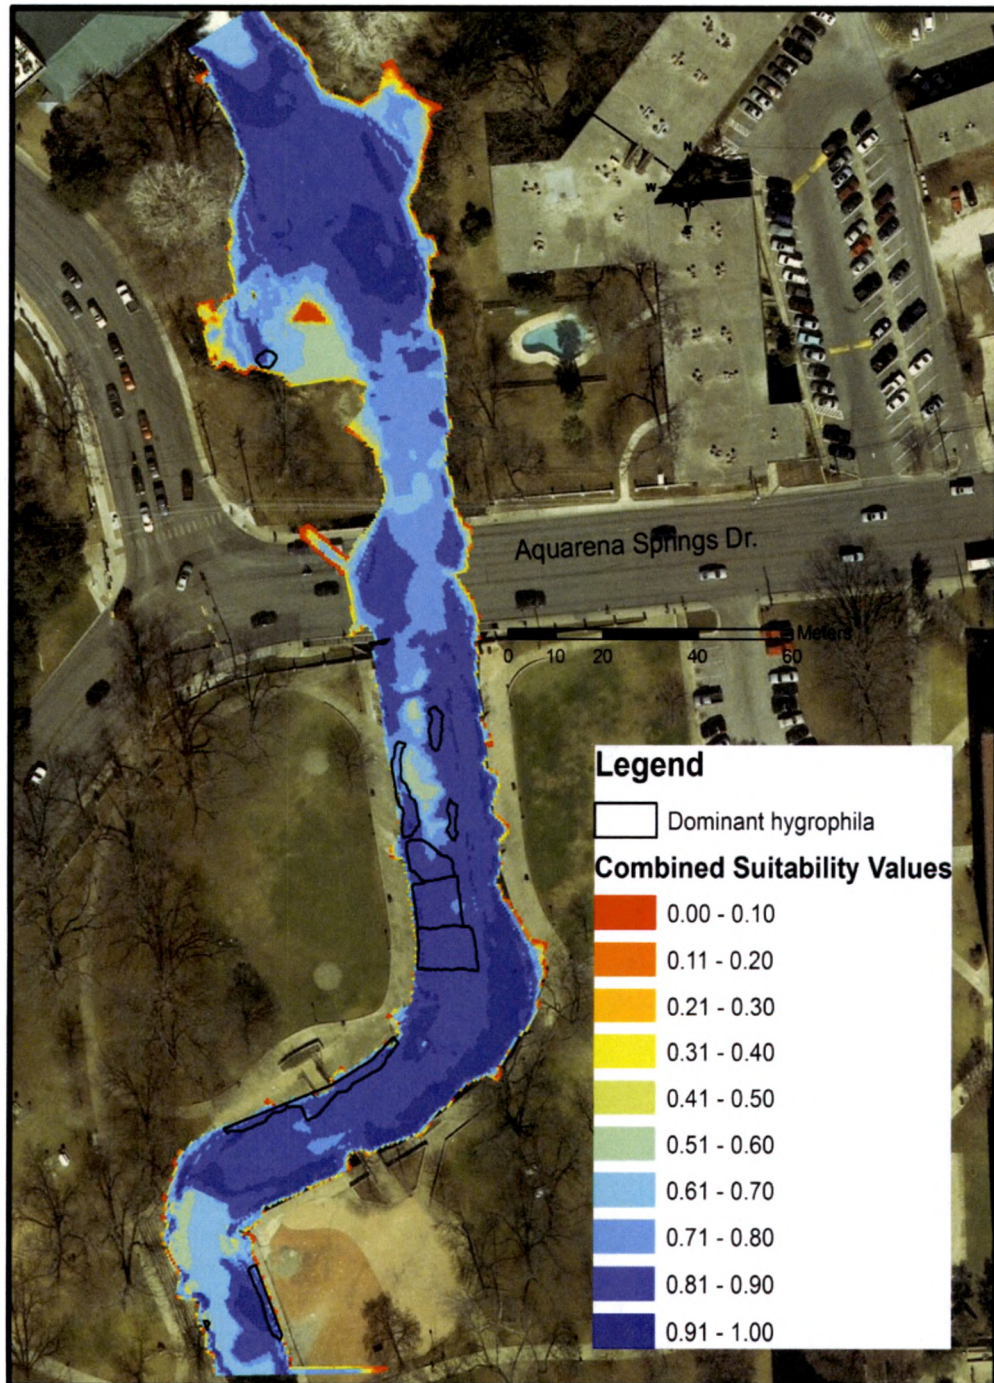 N
W
Aquarena Springs Dr.
Meters
0 10 20 40 60
Legend
Dominant hygrophila
Combined Suitability Values
0.00 - 0.10
0.11 - 0.20
0.21 - 0.30
0.31 - 0.40
0.41 - 0.50
0.51 - 0.60
0.61 - 0.70
0.71 - 0.80
0.81 - 0.90
0.91 - 1.00